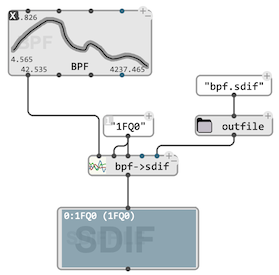 X .826
BPF
4.565
BPF
42.535
4237.465
"bpf.sdif"
"1FQ0"
outfile
bpf->sdif
0:1FQ0 (1FQ0)
SDIF